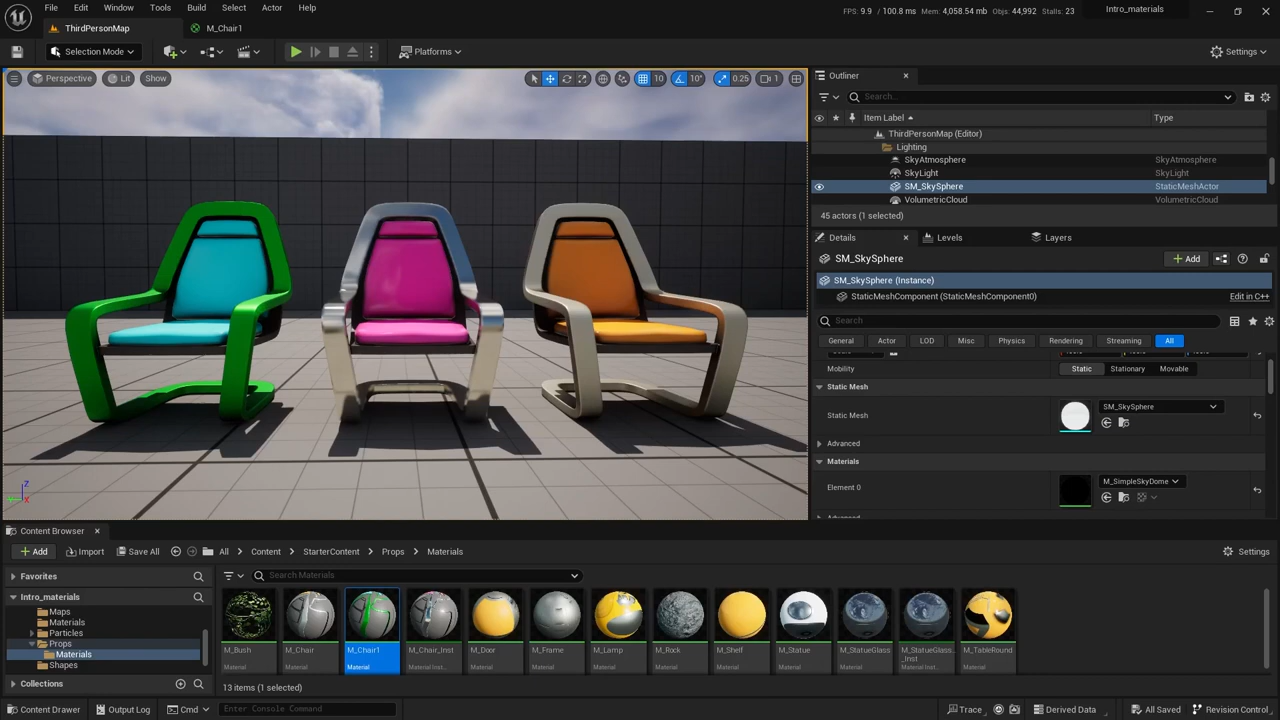 File Edit Window Tools Build Select Actor Help FPS: 9.9 / 100.8 ms Mem: 4,058.54 mb Objs: 44,992 Stalls: 23 Intro_materials
ThirdPersonMap M_Chair1
Selection Mode Platforms Settings
Perspective Lit Show 10 10° 0.25 1
Outliner
Search...
Item Label Type
ThirdPersonMap (Editor)
Lighting
SkyAtmosphere SkyAtmosphere
SkyLight SkyLight
SM_SkySphere StaticMeshActor
VolumetricCloud VolumetricCloud
45 actors (1 selected)
Details Levels Layers
SM_SkySphere + Add
SM_SkySphere (Instance)
StaticMeshComponent (StaticMeshComponent0) Edit in C++
Search
General Actor LOD Misc Physics Rendering Streaming All
Mobility Static Stationary Movable
Static Mesh
Static Mesh SM_SkySphere
Advanced
Materials
Element 0 M_SimpleSkyDome
Z
X
Content Browser
+ Add Import Save All All Content StarterContent Props Materials Settings
Favorites Search Materials
Intro_materials
Maps
Materials
Particles
Props
Materials
Shapes
Collections
M_Bush M_Chair M_Chair1 M_Chair_Inst M_Door M_Frame M_Lamp M_Rock M_Shelf M_Statue M_StatueGlass M_StatueGlass_Inst M_TableRound
Material Material Material Material Inst... Material Material Material Material Material Material Material Material Inst... Material
13 items (1 selected)
Content Drawer Output Log Cmd Enter Console Command Trace Derived Data All Saved Revision Control